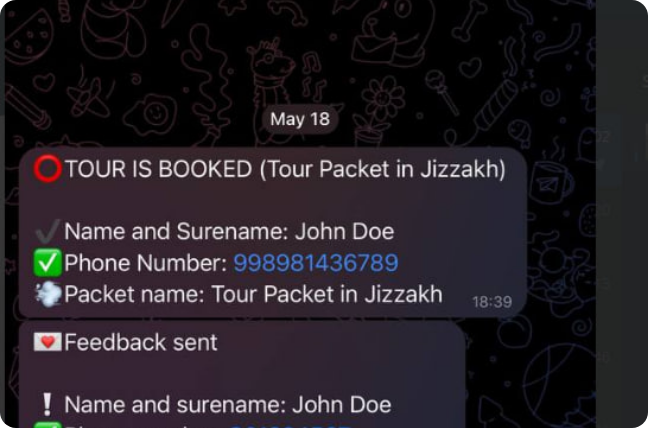 May 18
⭕TOUR IS BOOKED (Tour Packet in Jizzakh)
✔️Name and Surename: John Doe
✅Phone Number: 998981436789
💨Packet name: Tour Packet in Jizzakh
18:39
💌Feedback sent
❗Name and surename: John Doe